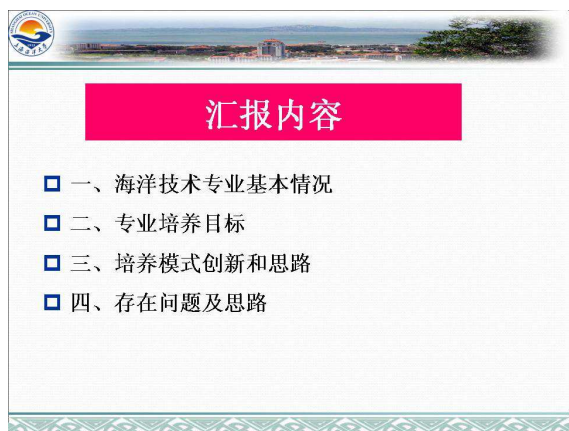 汇报内容
一、海洋技术专业基本情况
二、专业培养目标
三、培养模式创新和思路
四、存在问题及思路